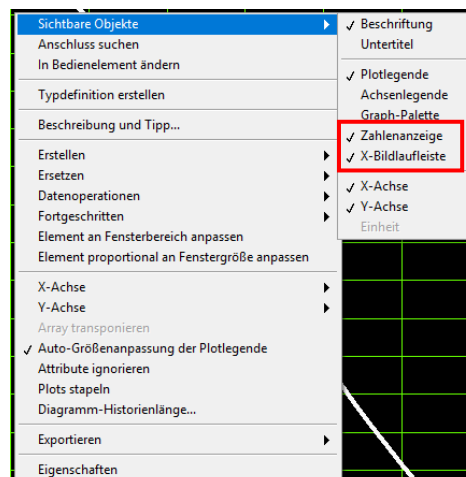 Sichtbare Objekte
Anschluss suchen
In Bedienelement ändern
Typdefinition erstellen
Beschreibung und Tipp...
Erstellen
Ersetzen
Datenoperationen
Fortgeschritten
Element an Fensterbereich anpassen
Element proportional an Fenstergröße anpassen
X-Achse
Y-Achse
Array transponieren
Auto-Größenanpassung der Plotlegende
Attribute ignorieren
Plots stapeln
Diagramm-Historienlänge...
Exportieren
Eigenschaften
Beschriftung
Untertitel
Plotlegende
Achsenlegende
Graph-Palette
Zahlenanzeige
X-Bildlaufleiste
X-Achse
Y-Achse
Einheit